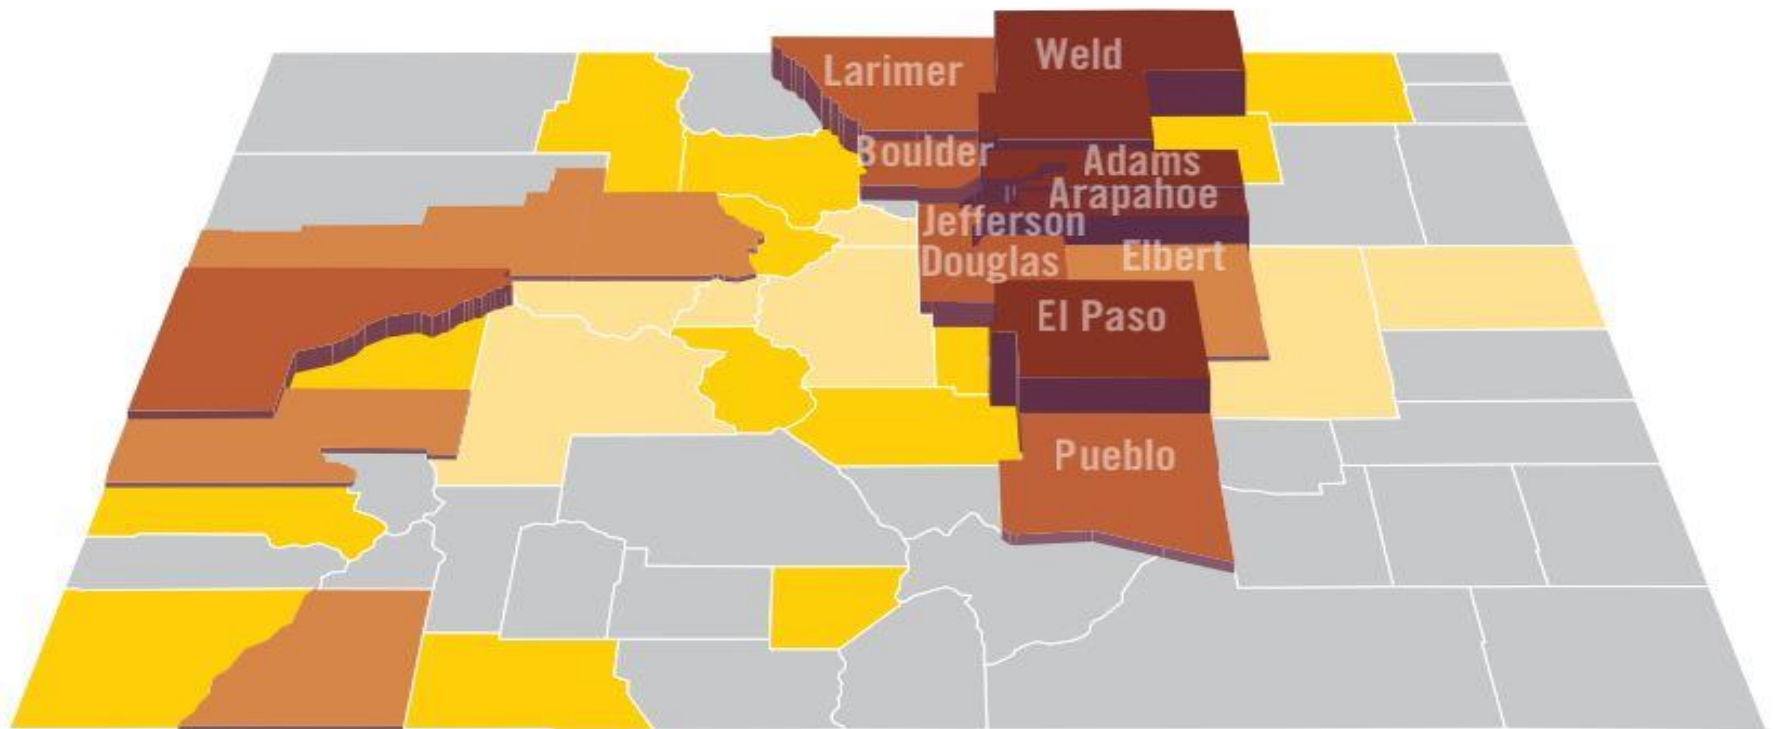 Weld
Larimer
Boulder
Adams
Arapahoe
Jefferson
Douglas
Elbert
El Paso
Pueblo